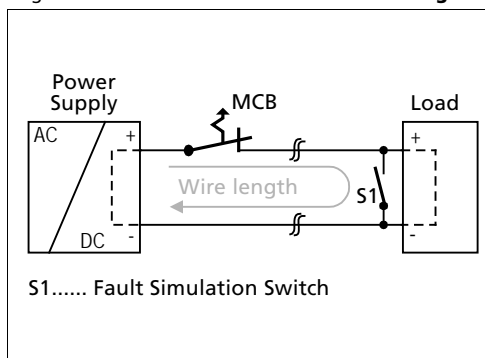 Power
Supply
MCB
Load
AC
+
+
Wire length
S1
DC
-
-
S1...... Fault Simulation Switch